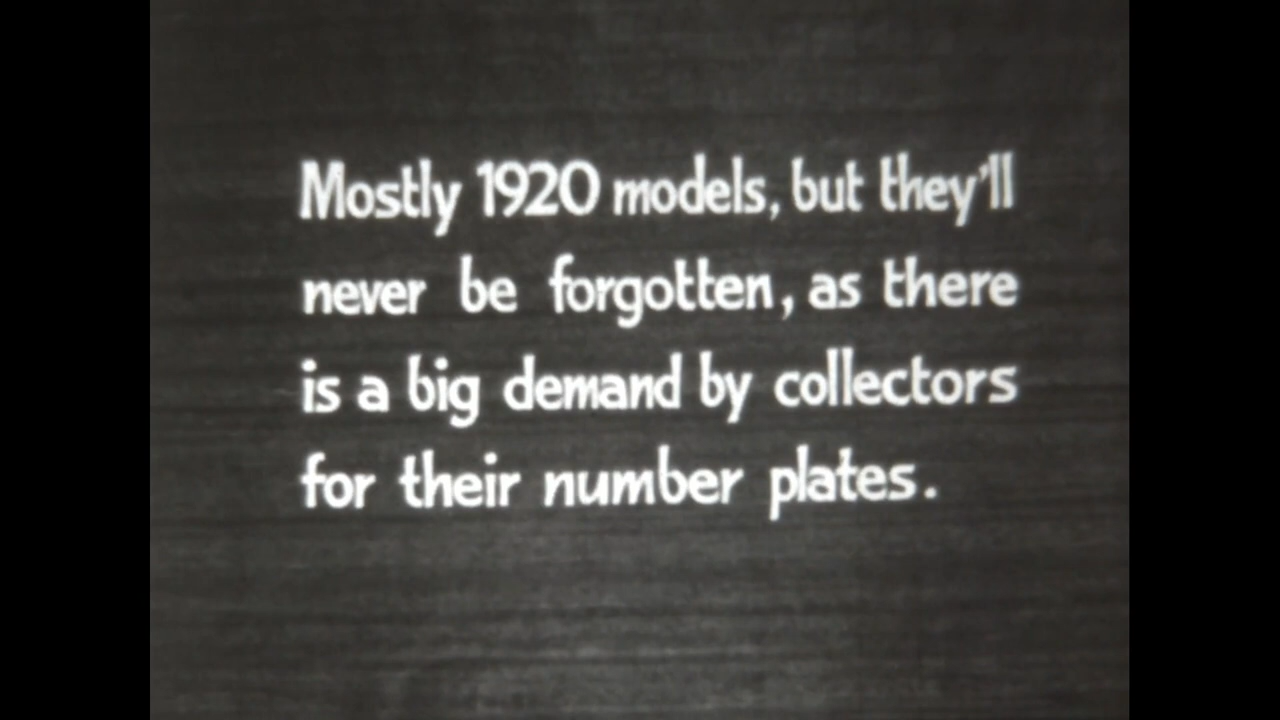 Mostly 1920 models, but they'll
never be forgotten, as there
is a big demand by collectors
for their number plates.